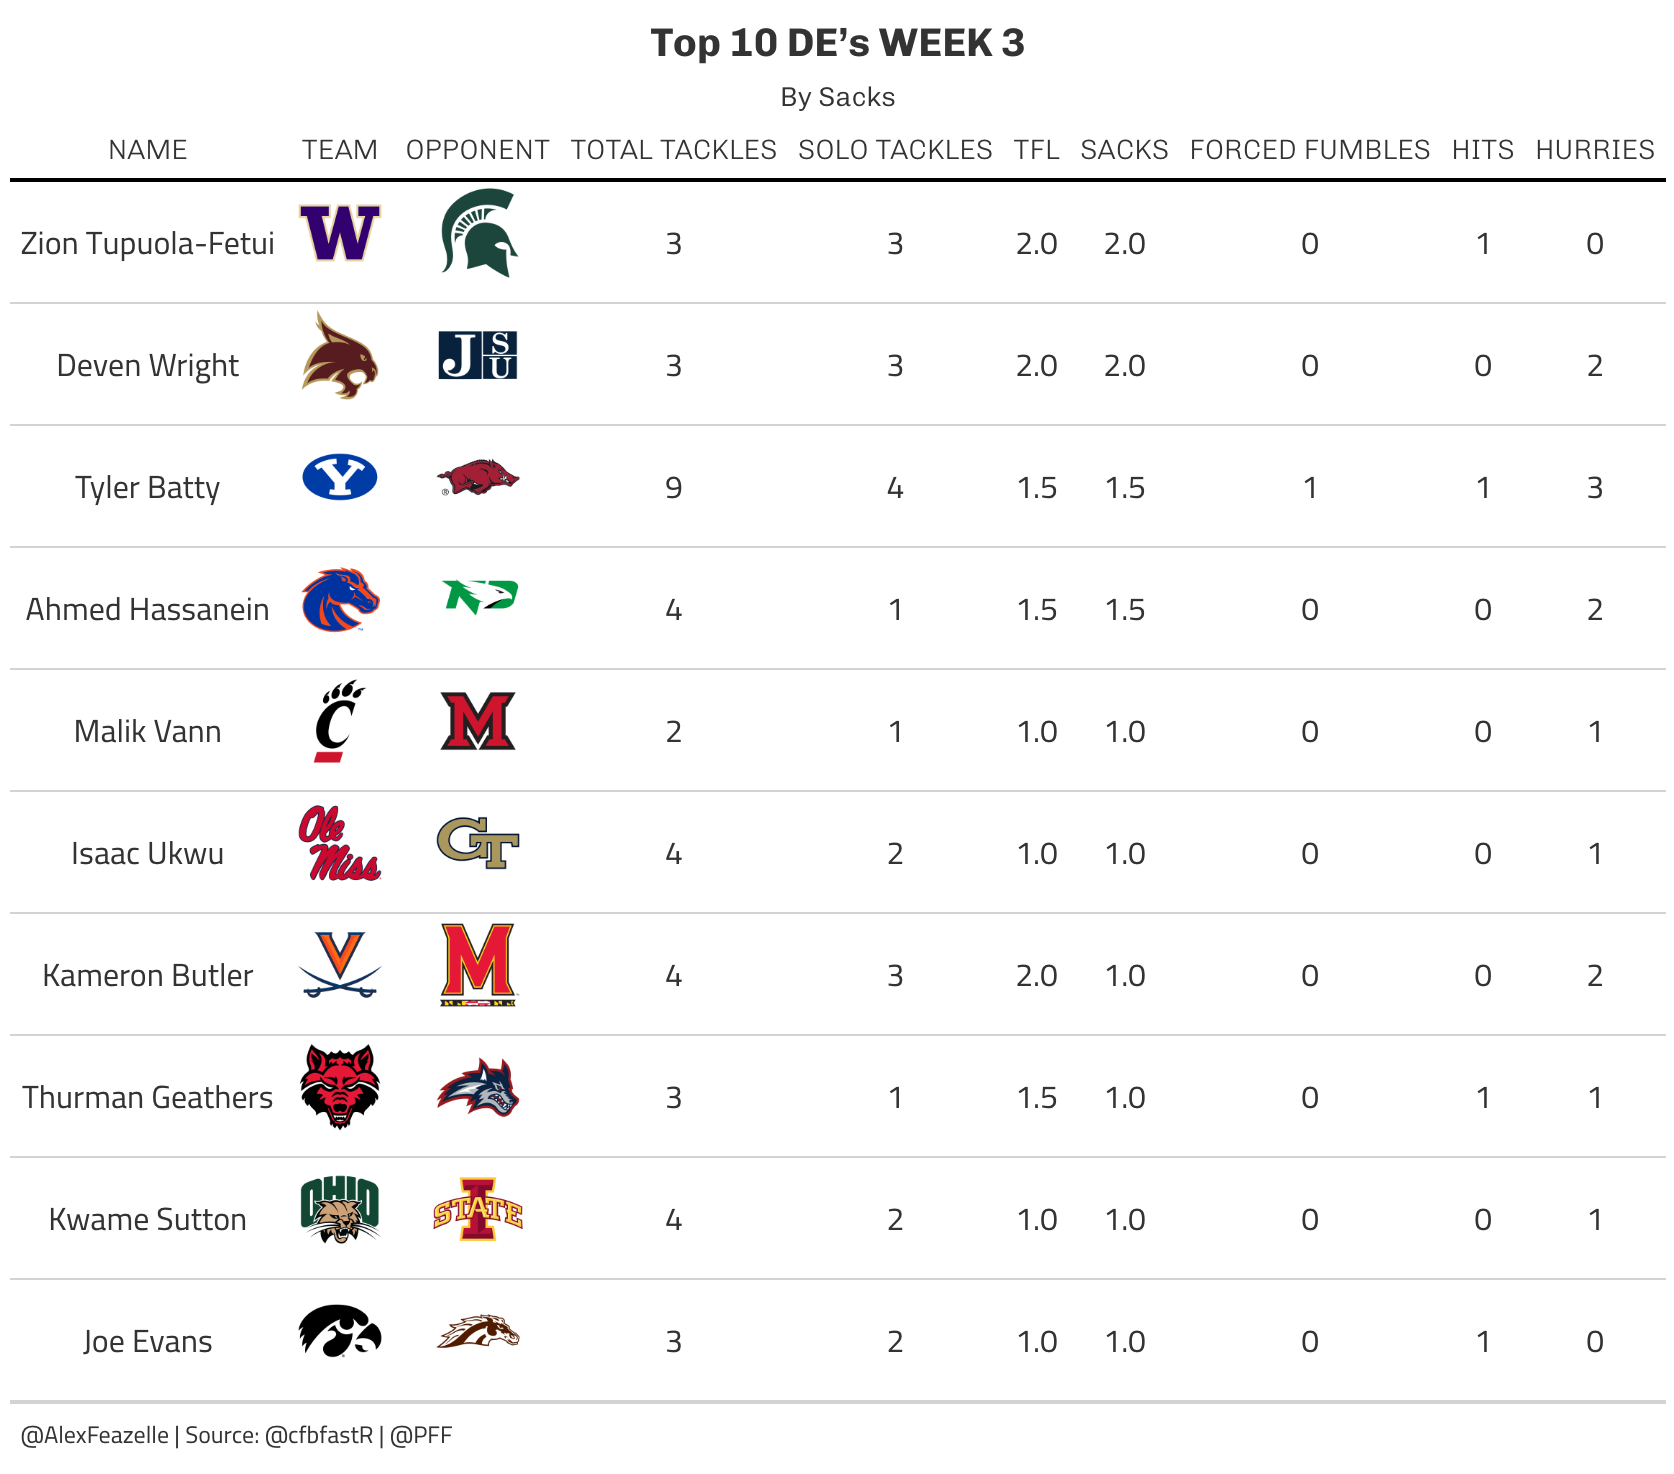 Top 10 DE’s WEEK 3
By Sacks
NAME TEAM OPPONENT TOTAL TACKLES SOLO TACKLES TFL SACKS FORCED FUMBLES HITS HURRIES
Zion Tupuola-Fetui W 3 3 2.0 2.0 0 1 0
Deven Wright JSU 3 3 2.0 2.0 0 0 2
Tyler Batty Y 9 4 1.5 1.5 1 1 3
Ahmed Hassanein ND 4 1 1.5 1.5 0 0 2
Malik Vann C M 2 1 1.0 1.0 0 0 1
Isaac Ukwu Ole Miss GT 4 2 1.0 1.0 0 0 1
Kameron Butler V M 4 3 2.0 1.0 0 0 2
Thurman Geathers 3 1 1.5 1.0 0 1 1
Kwame Sutton OHIO I STATE 4 2 1.0 1.0 0 0 1
Joe Evans 3 2 1.0 1.0 0 1 0
@AlexFeazelle | Source: @cfbfastR | @PFF